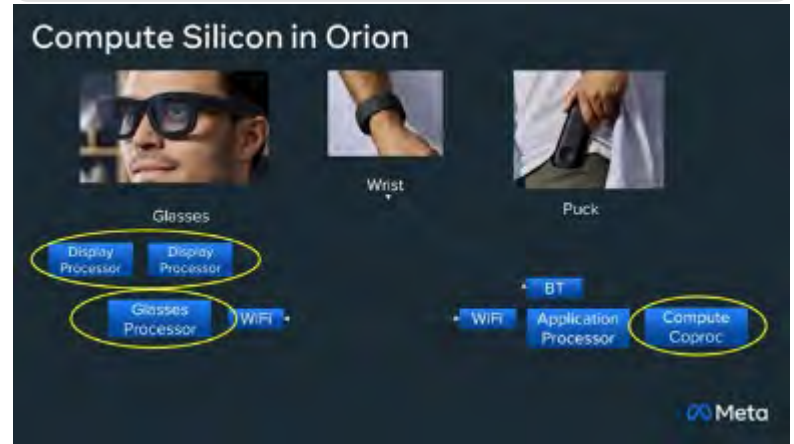 Compute Silicon in Orion
Wrist
Glasses
Puck
Display
Processor
Display
Processor
BT
Glasses
Processor
WiFi
WiFi
Application
Processor
Compute
Coproc
Meta